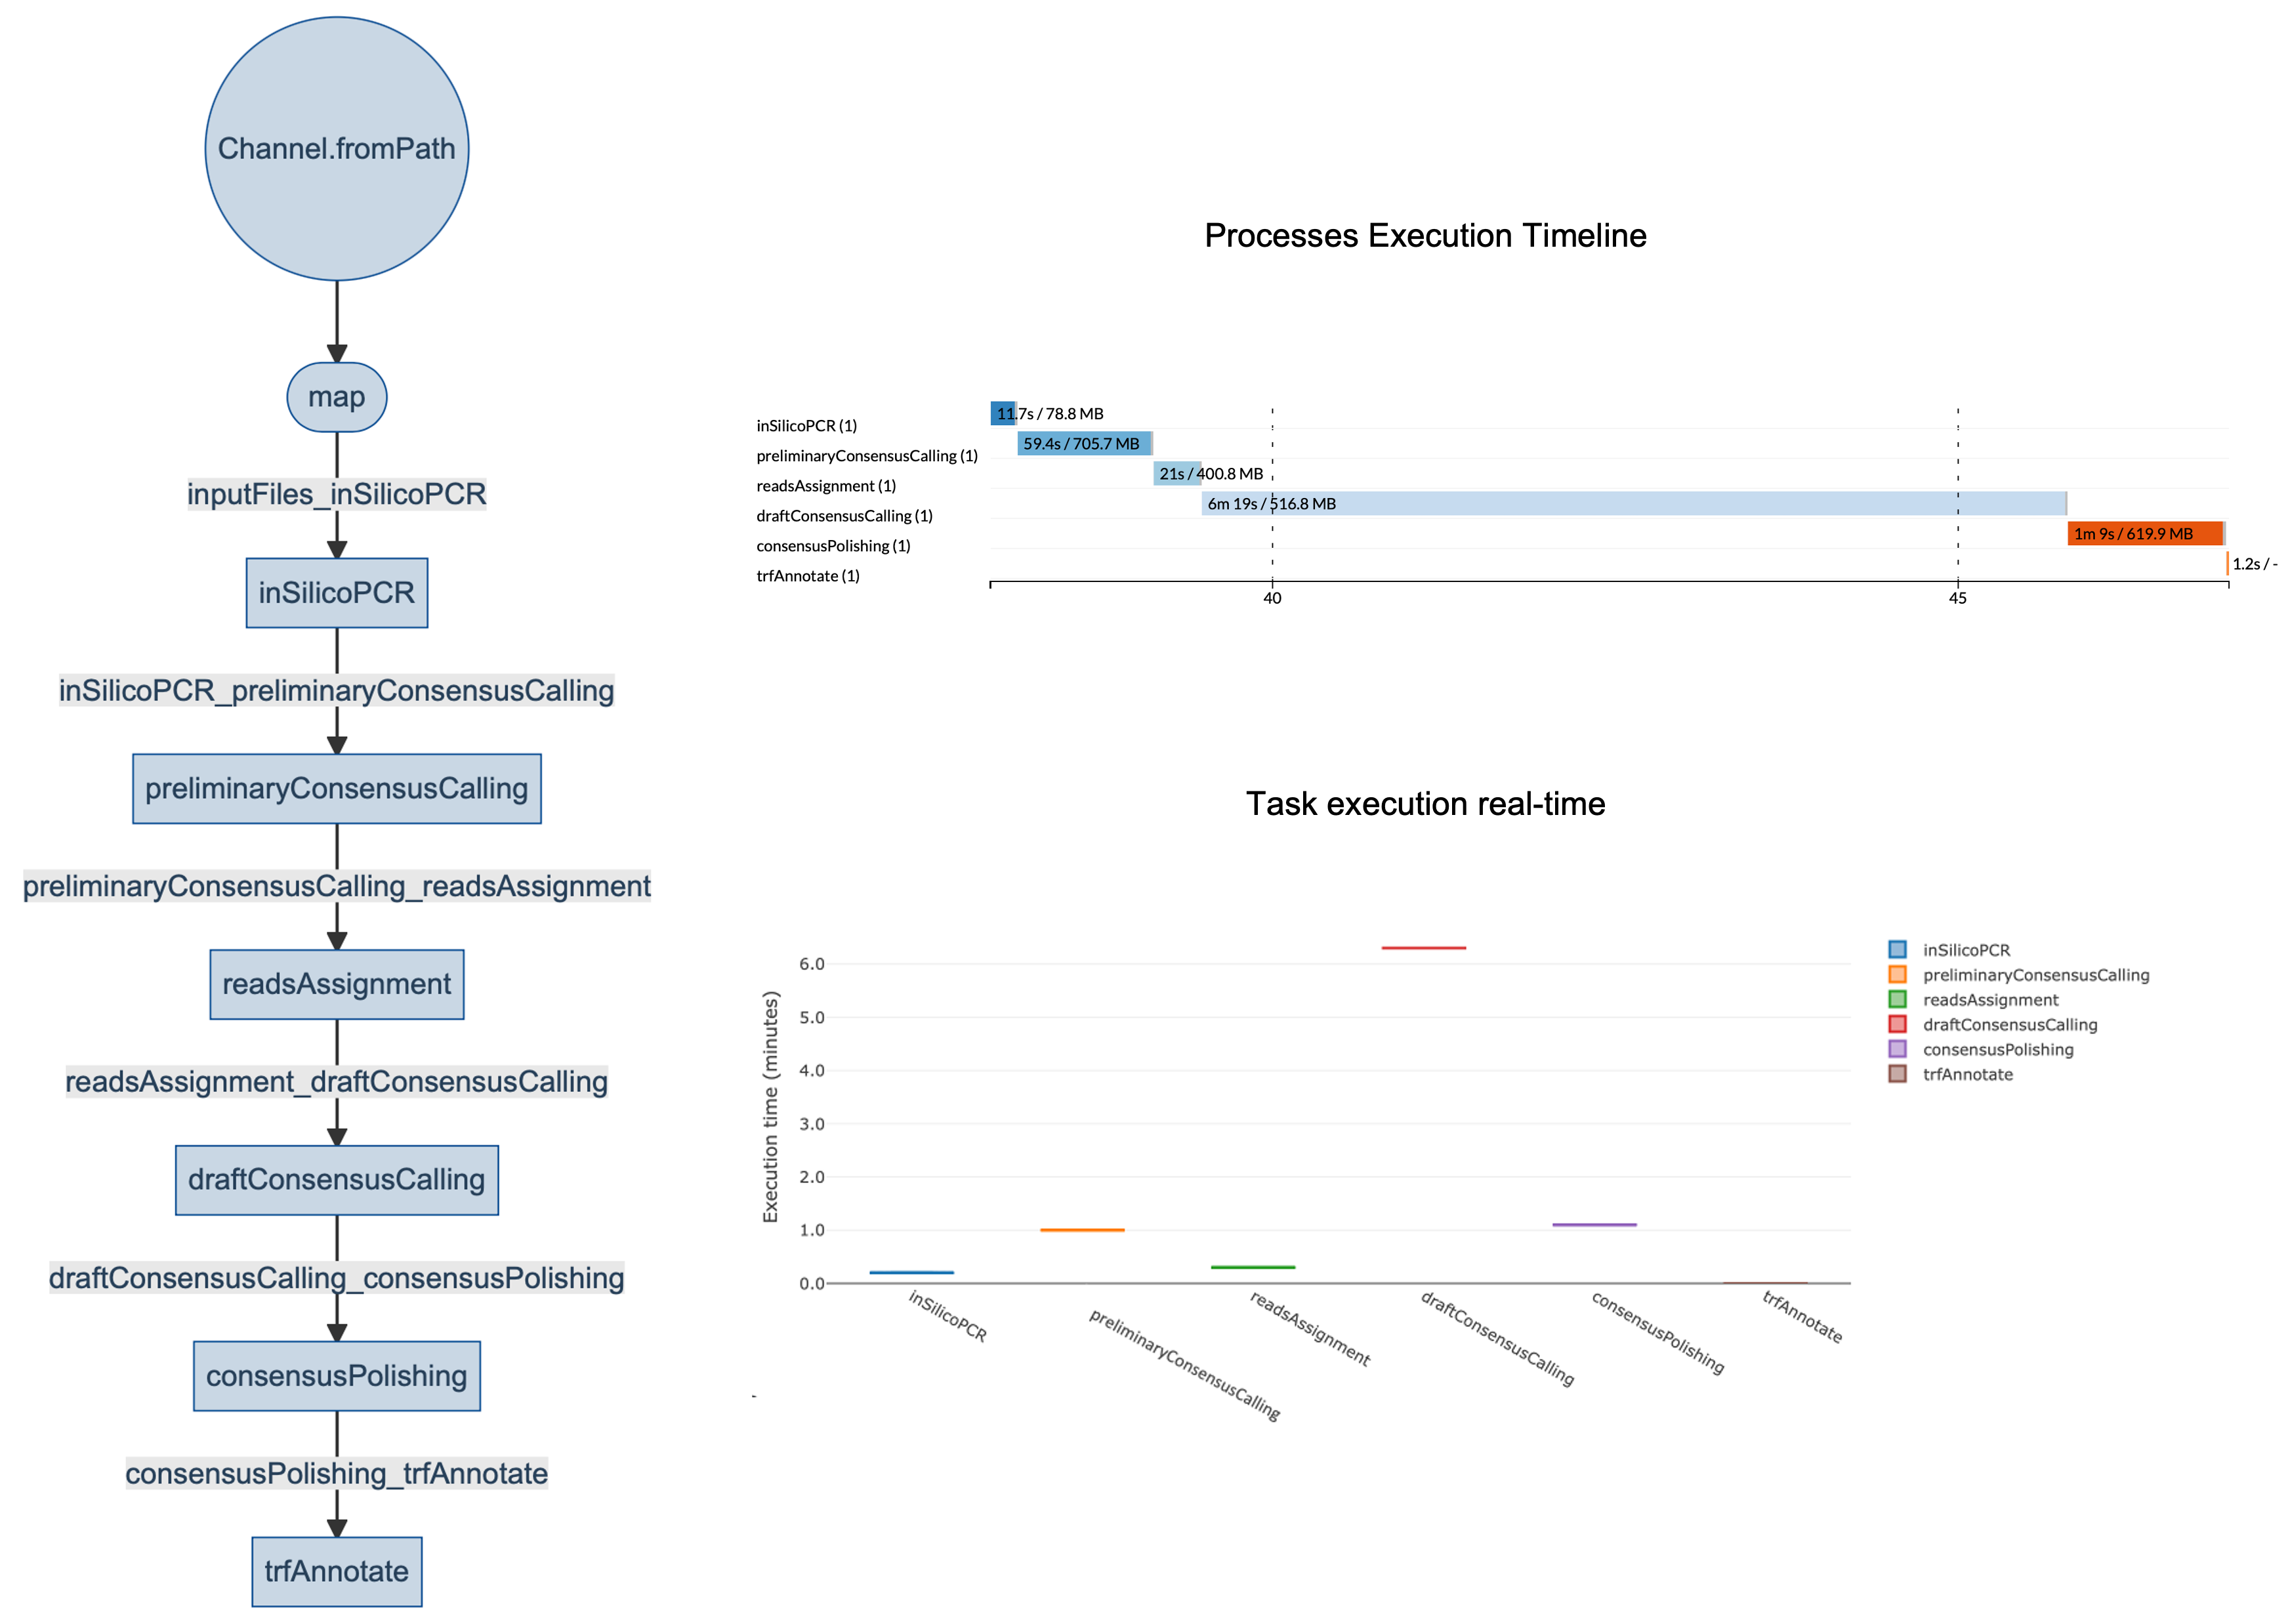 Channel.fromPath
map
inputFiles_inSilicoPCR
inSilicoPCR
inSilicoPCR_preliminaryConsensusCalling
preliminaryConsensusCalling
preliminaryConsensusCalling_readsAssignment
readsAssignment
readsAssignment_draftConsensusCalling
draftConsensusCalling
draftConsensusCalling_consensusPolishing
consensusPolishing
consensusPolishing_trfAnnotate
trfAnnotate
Processes Execution Timeline
11.7s / 78.8 MB
inSilicoPCR (1)
59.4s / 705.7 MB
preliminaryConsensusCalling (1)
21s / 400.8 MB
readsAssignment (1)
6m 19s / 516.8 MB
draftConsensusCalling (1)
1m 9s / 619.9 MB
consensusPolishing (1)
1.2s / -
trfAnnotate (1)
40
45
Task execution real-time
Execution time (minutes)
6.0
5.0
4.0
3.0
2.0
1.0
0.0
inSilicoPCR
preliminaryConsensusCalling
readsAssignment
draftConsensusCalling
consensusPolishing
trfAnnotate
inSilicoPCR
preliminaryConsensusCalling
readsAssignment
draftConsensusCalling
consensusPolishing
trfAnnotate